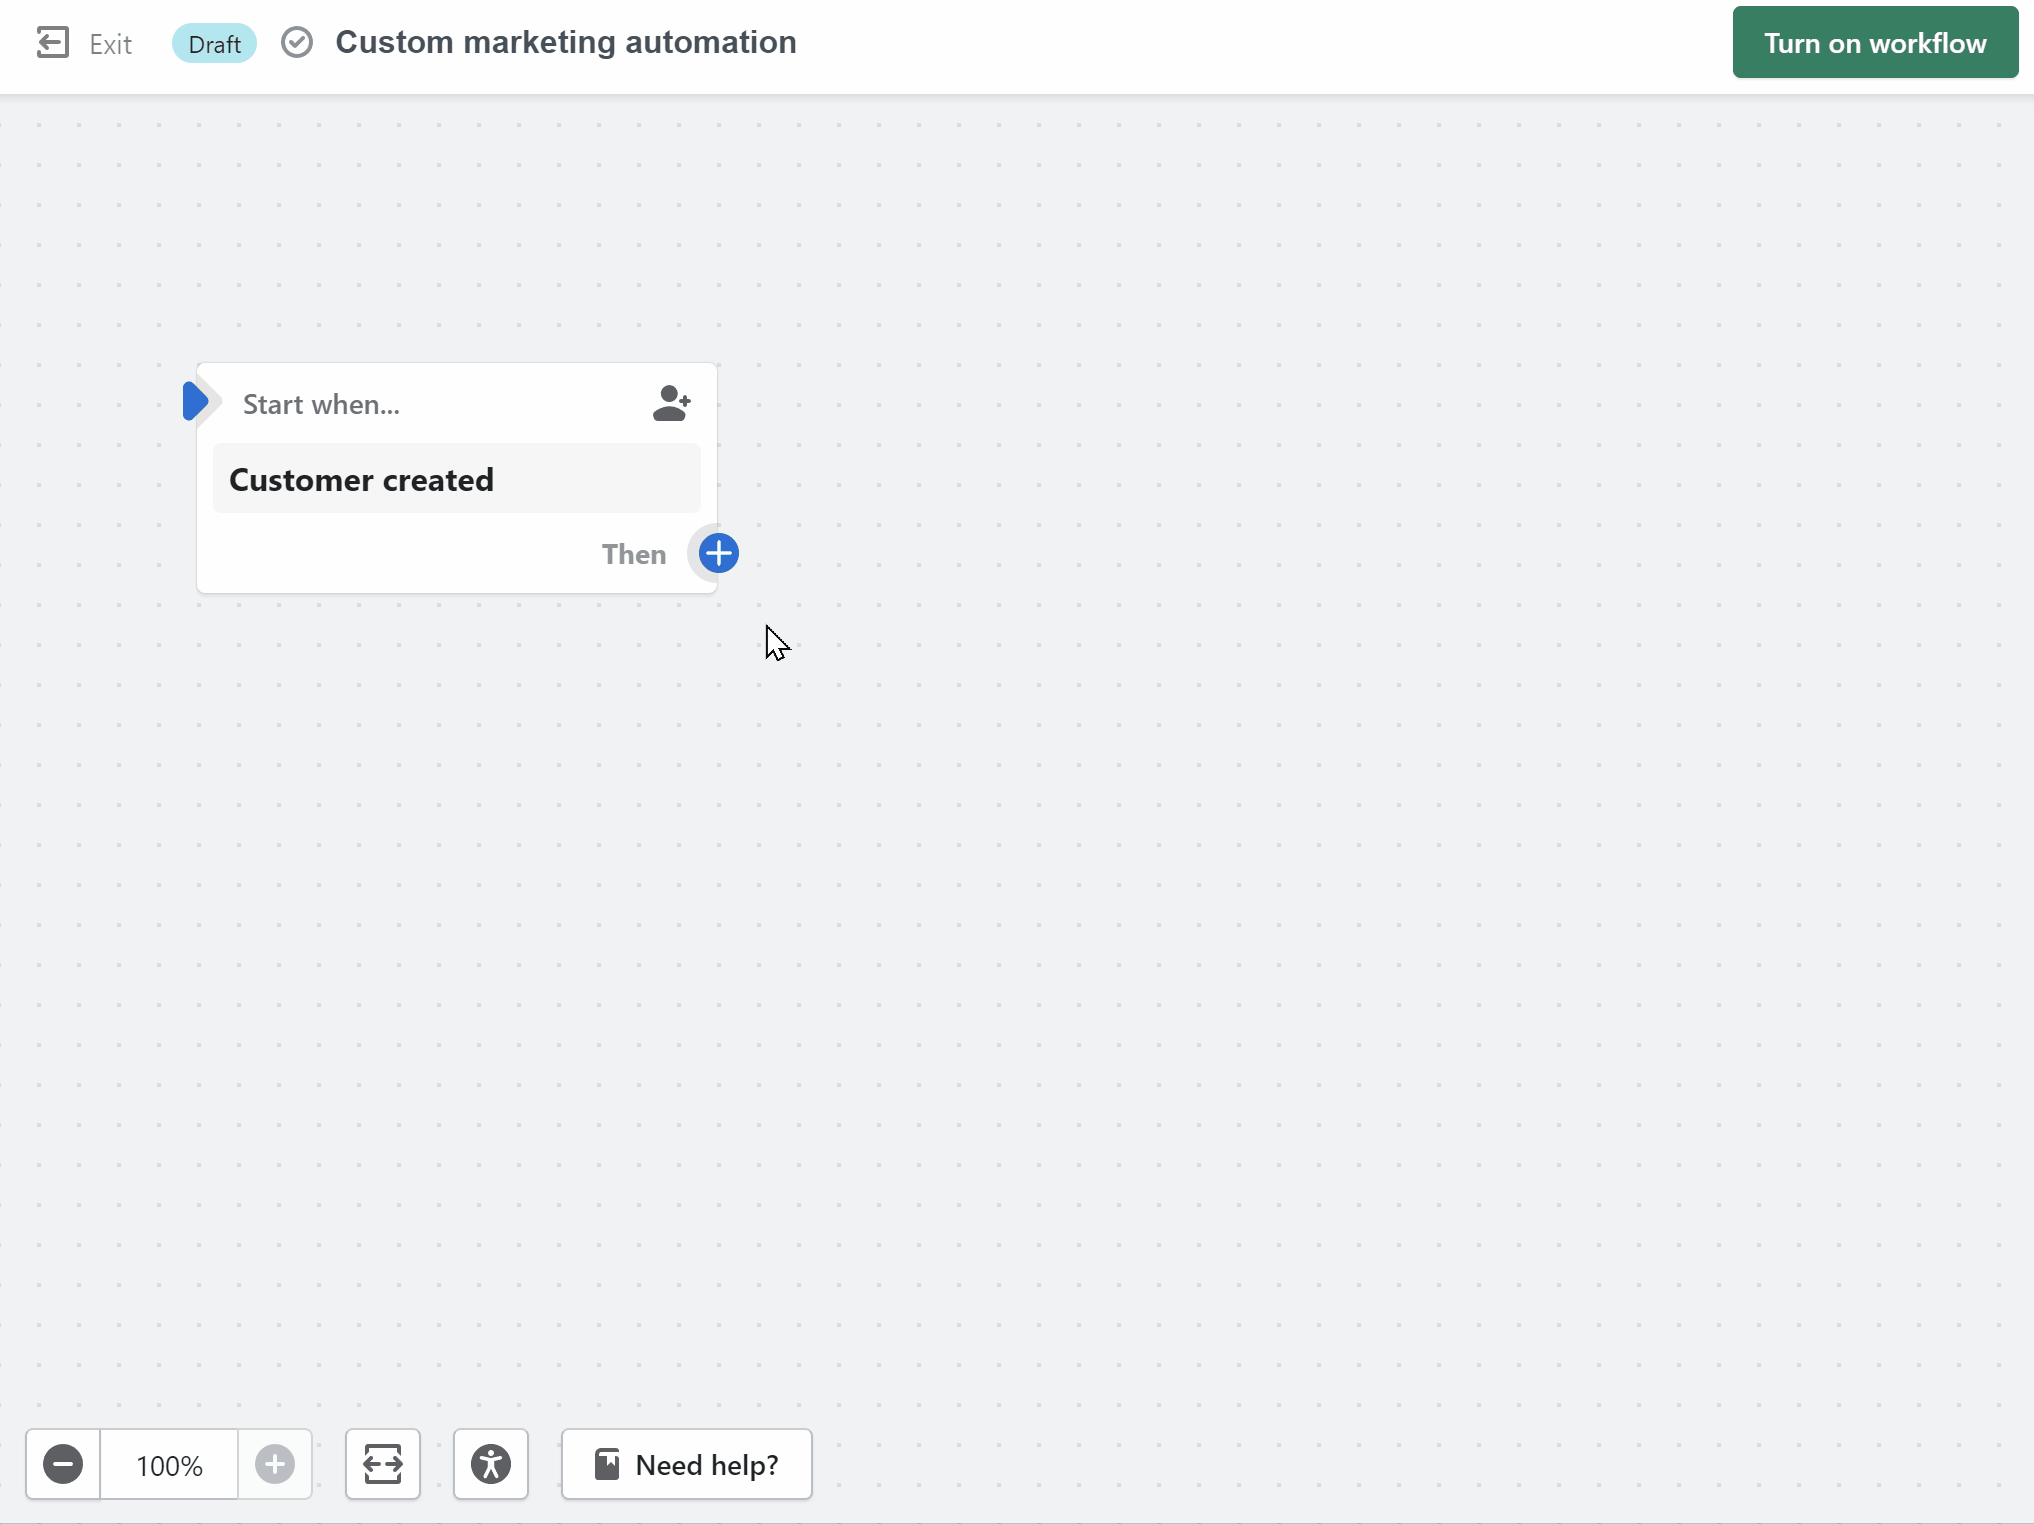 Exit
Draft
Custom marketing automation
Turn on workflow
Start when...
Customer created
Then
100%
Need help?